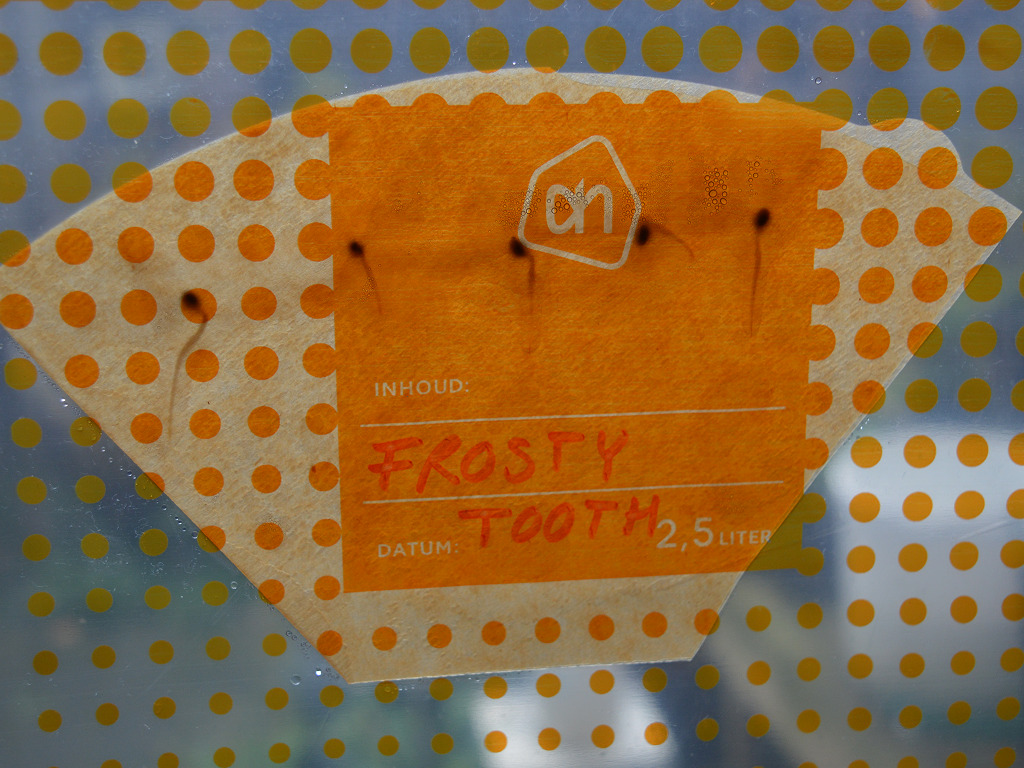 ah
INHOUD:
FROSTY
TOOTH
DATUM:
2,5 LITER